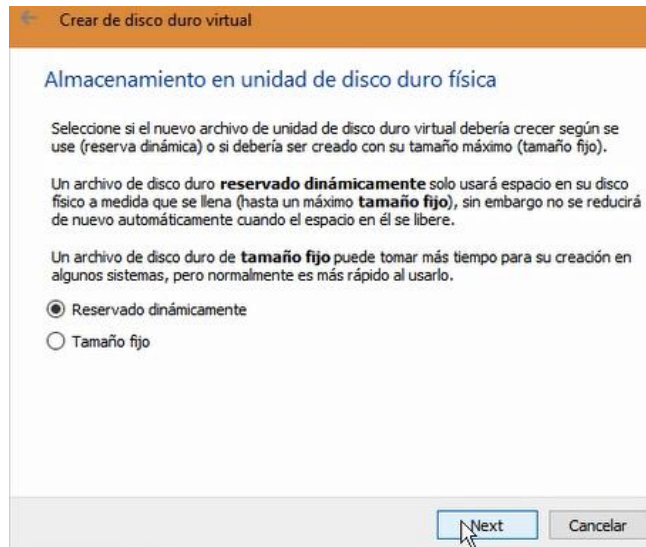 Crear de disco duro virtual
Almacenamiento en unidad de disco duro física
Seleccione si el nuevo archivo de unidad de disco duro virtual debería crecer según se
use (reserva dinámica) o si debería ser creado con su tamaño máximo (tamaño fijo).
Un archivo de disco duro reservado dinámicamente solo usará espacio en su disco
físico a medida que se llena (hasta un máximo tamaño fijo), sin embargo no se reducirá
de nuevo automáticamente cuando el espacio en él se libere.
Un archivo de disco duro de tamaño fijo puede tomar más tiempo para su creación en
algunos sistemas, pero normalmente es más rápido al usarlo.
Reservado dinámicamente
Tamaño fijo
Next Cancelar